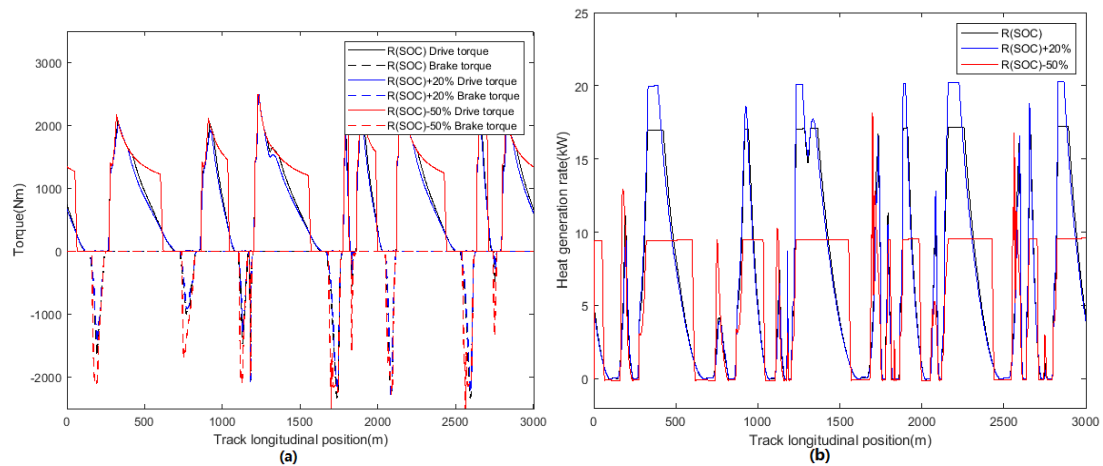 3000
2000
1000
0
-1000
-2000
Torque(Nm)
R(SOC) Drive torque
R(SOC) Brake torque
R(SOC)+20% Drive torque
R(SOC)+20% Brake torque
R(SOC)-50% Drive torque
R(SOC)-50% Brake torque
0 500 1000 1500 2000 2500 3000
Track longitudinal position(m)
(a)
25
20
15
10
5
0
Heat generation rate(kW)
R(SOC)
R(SOC)+20%
R(SOC)-50%
0 500 1000 1500 2000 2500 3000
Track longitudinal position(m)
(b)